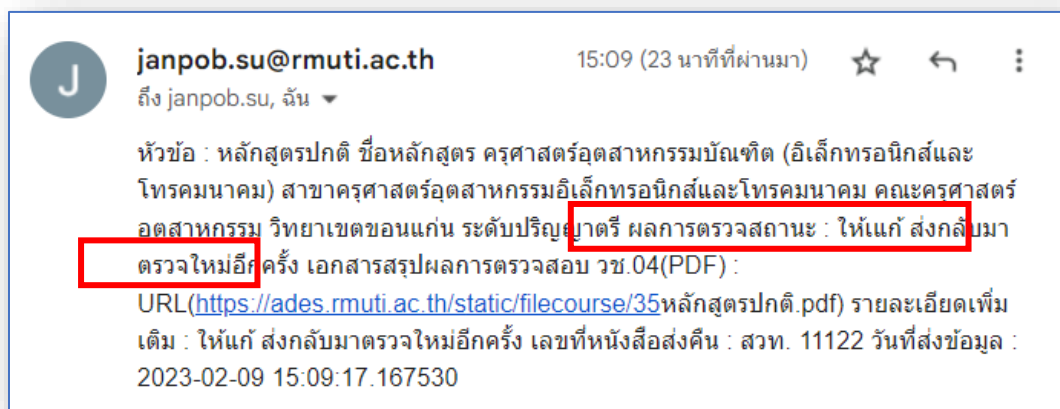 J
janpob.su@rmuti.ac.th 15:09 (23 นาทีที่ผ่านมา)
ถึง janpob.su, ฉัน
หัวข้อ : หลักสูตรปกติ ชื่อหลักสูตร ครุศาสตร์อุตสาหกรรมบัณฑิต (อิเล็กทรอนิกส์และ
โทรคมนาคม) สาขาครุศาสตร์อุตสาหกรรมอิเล็กทรอนิกส์และโทรคมนาคม คณะครุศาสตร์
อุตสาหกรรม วิทยาเขตขอนแก่น ระดับปริญญาตรี ผลการตรวจสถานะ : ให้แก้ ส่งกลับมา
ตรวจใหม่อีกครั้ง เอกสารสรุปผลการตรวจสอบ วช.04(PDF) :
URL(https://ades.rmuti.ac.th/static/filecourse/35หลักสูตรปกติ.pdf) รายละเอียดเพิ่ม
เติม : ให้แก้ ส่งกลับมาตรวจใหม่อีกครั้ง เลขที่หนังสือส่งคืน : สวท. 11122 วันที่ส่งข้อมูล :
2023-02-09 15:09:17.167530